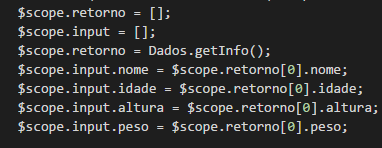 $scope.retorno = [];
$scope.input = [];
$scope.retorno = Dados.getInfo();
$scope.input.nome = $scope.retorno[0].nome;
$scope.input.idade = $scope.retorno[0].idade;
$scope.input.altura = $scope.retorno[0].altura;
$scope.input.peso = $scope.retorno[0].peso;